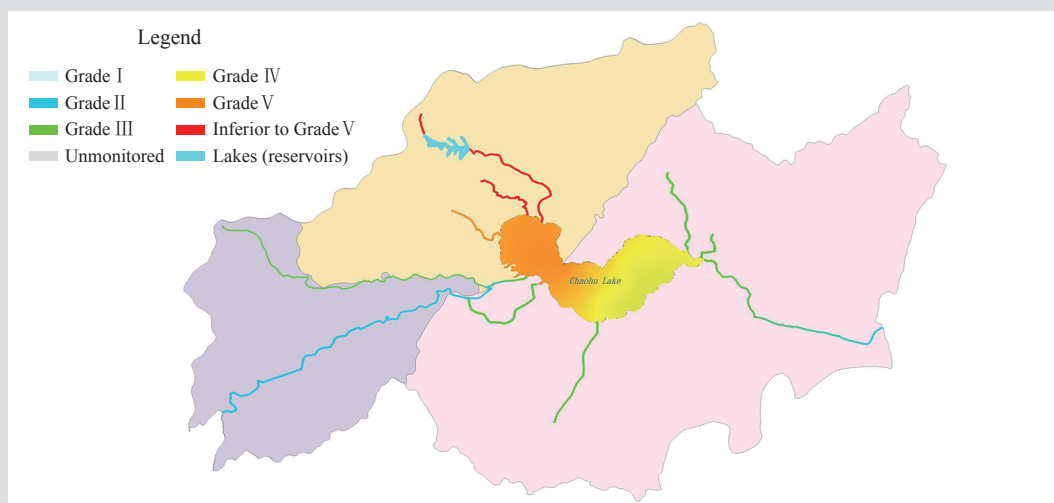 Legend
Grade Ⅰ
Grade Ⅱ
Grade Ⅲ
Unmonitored
Grade Ⅳ
Grade Ⅴ
Inferior to Grade Ⅴ
Lakes (reservoirs)
Chaohu Lake